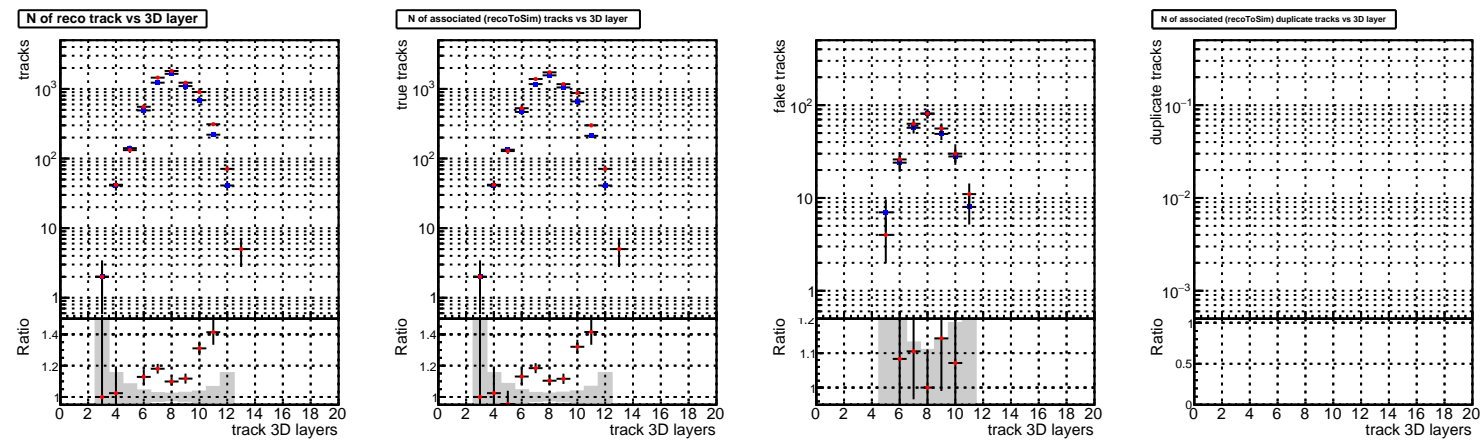 N of reco track vs 3D layer
tracks
10³
10²
10
1
Ratio
1.4
1.2
1
0 2 4 6 8 10 12 14 16 18 20
track 3D layers
N of associated (recoToSim) tracks vs 3D layer
true tracks
10³
10²
10
1
Ratio
1.4
1.2
1
0 2 4 6 8 10 12 14 16 18 20
track 3D layers
fake tracks
10²
10
1
Ratio
1.2
1.1
1
0 2 4 6 8 10 12 14 16 18 20
track 3D layers
N of associated (recoToSim) duplicate tracks vs 3D layer
duplicate tracks
10⁻¹
10⁻²
10⁻³
Ratio
1
0.5
0
0 2 4 6 8 10 12 14 16 18 20
track 3D layers